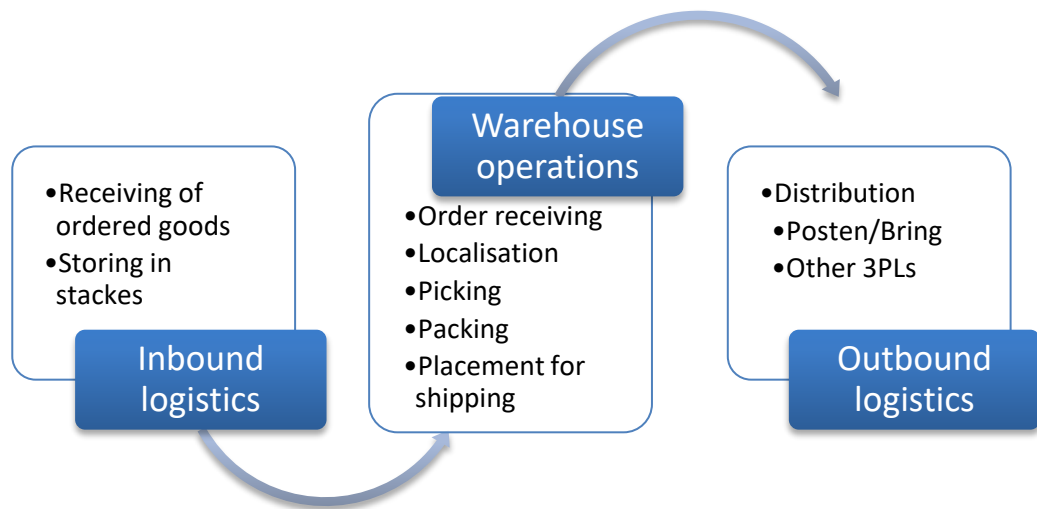 •Receiving of
ordered goods
•Storing in
stackes
Inbound
logistics
Warehouse
operations
•Order receiving
•Localisation
•Picking
•Packing
•Placement for
shipping
•Distribution
•Posten/Bring
•Other 3PLs
Outbound
logistics